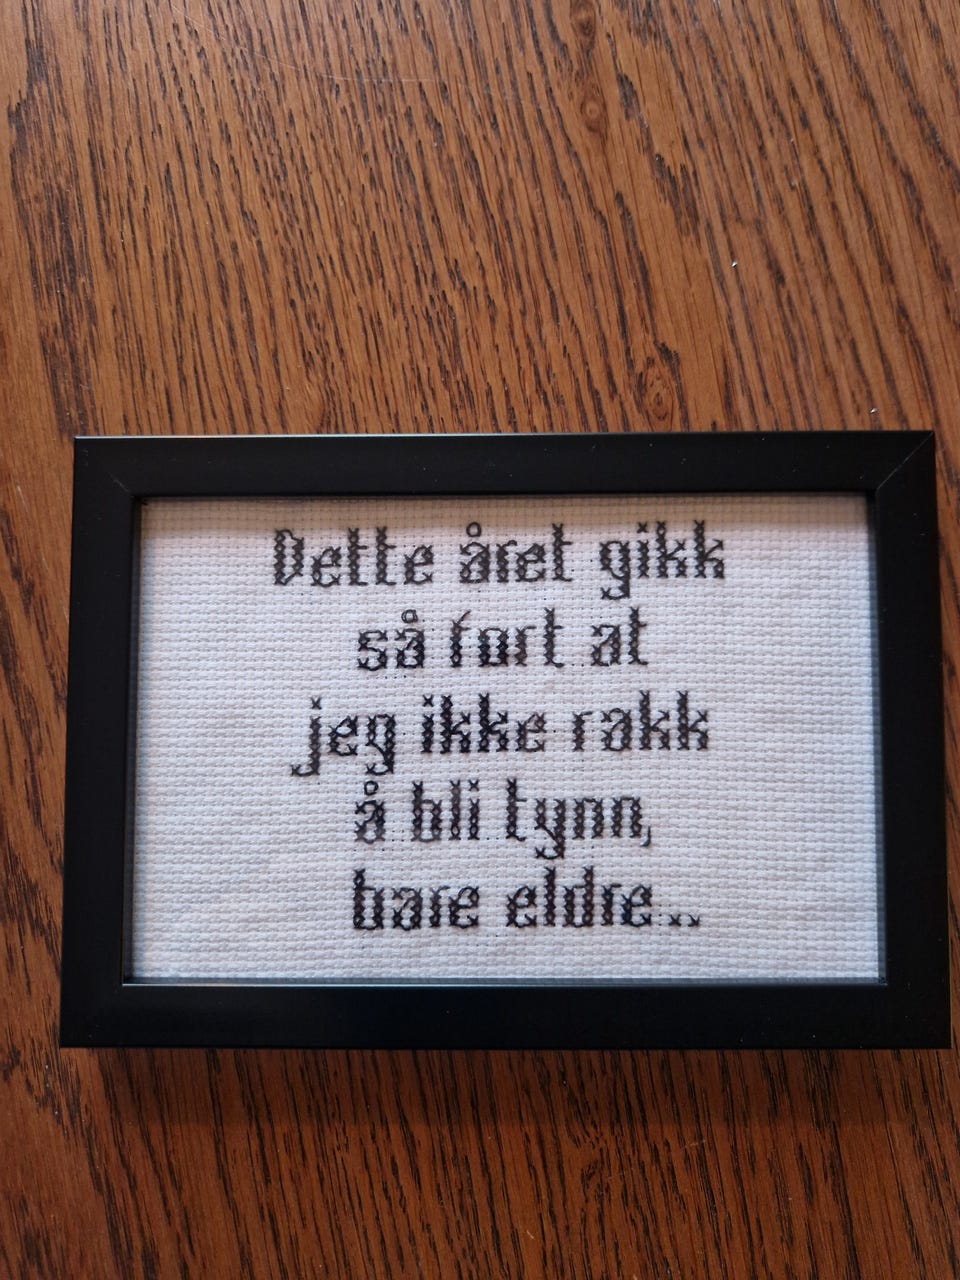 Dette året gikk
så fort at
jeg ikke rakk
å bli tynn,
bare eldre..